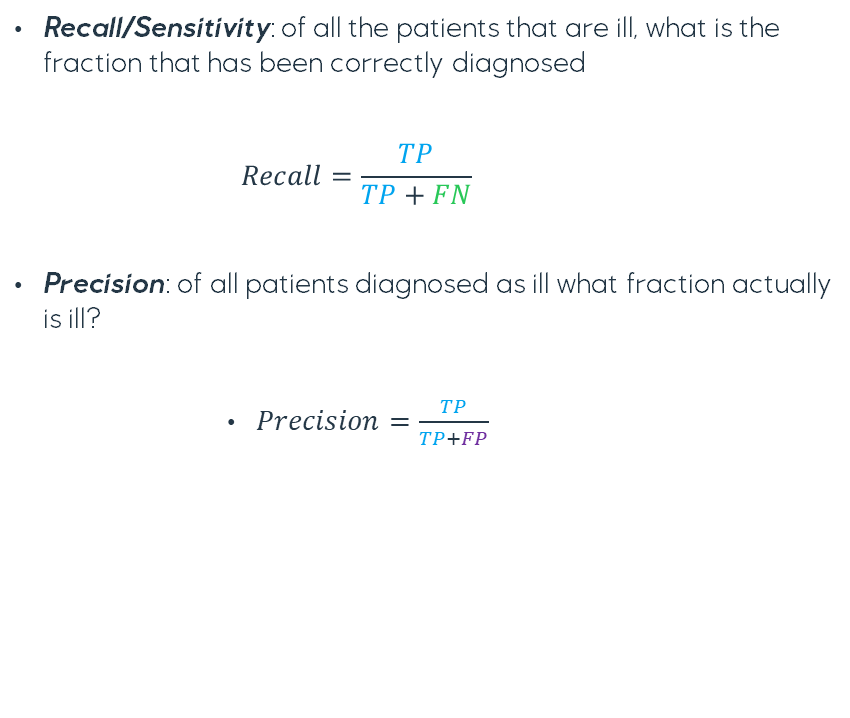 • Recall/Sensitivity: of all the patients that are ill, what is the
fraction that has been correctly diagnosed
Recall = TP / TP + FN
• Precision: of all patients diagnosed as ill what fraction actually
is ill?
• Precision = TP / TP+FP